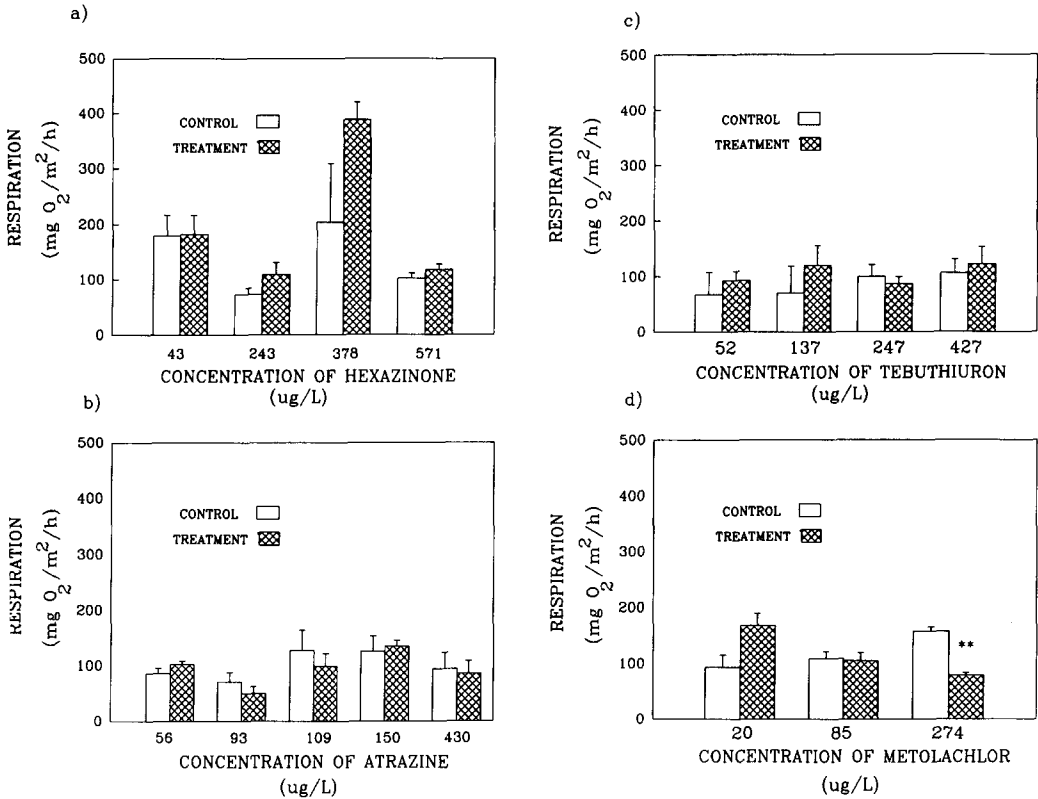 a)
500
400
300
200
100
0
RESPIRATION
(mg O2/m2/h)
CONTROL
TREATMENT
43 243 378 571
CONCENTRATION OF HEXAZINONE
(ug/L)
b)
500
400
300
200
100
0
RESPIRATION
(mg O2/m2/h)
CONTROL
TREATMENT
56 93 109 150 430
CONCENTRATION OF ATRAZINE
(ug/L)
c)
500
400
300
200
100
0
RESPIRATION
(mg O2/m2/h)
CONTROL
TREATMENT
52 137 247 427
CONCENTRATION OF TEBUTHIURON
(ug/L)
d)
500
400
300
200
100
0
RESPIRATION
(mg O2/m2/h)
CONTROL
TREATMENT
**
20 85 274
CONCENTRATION OF METOLACHLOR
(ug/L)